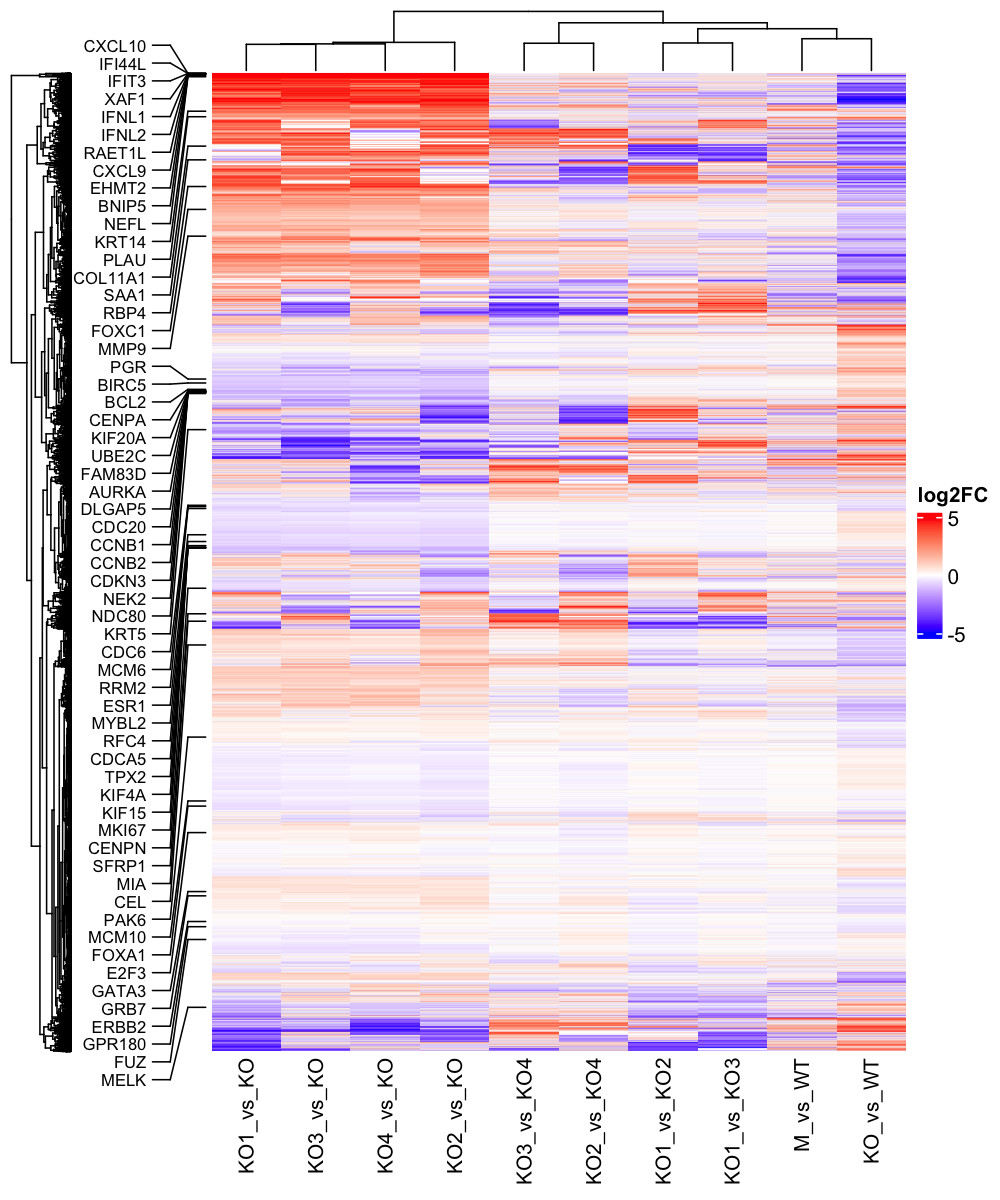 CXCL10
IFI44L
IFIT3
XAF1
IFNL1
IFNL2
RAET1L
CXCL9
EHMT2
BNIP5
NEFL
KRT14
PLAU
COL11A1
SAA1
RBP4
FOXC1
MMP9
PGR
BIRC5
BCL2
CENPA
KIF20A
UBE2C
FAM83D
AURKA
DLGAP5
CDC20
CCNB1
CCNB2
CDKN3
NEK2
NDC80
KRT5
CDC6
MCM6
RRM2
ESR1
MYBL2
RFC4
CDCA5
TPX2
KIF4A
KIF15
MKI67
CENPN
SFRP1
MIA
CEL
PAK6
MCM10
FOXA1
E2F3
GATA3
GRB7
ERBB2
GPR180
FUZ
MELK
log2FC
5
0
-5
KO1_vs_KO
KO3_vs_KO
KO4_vs_KO
KO2_vs_KO
KO3_vs_KO4
KO2_vs_KO4
KO1_vs_KO2
KO1_vs_KO3
M_vs_WT
KO_vs_WT